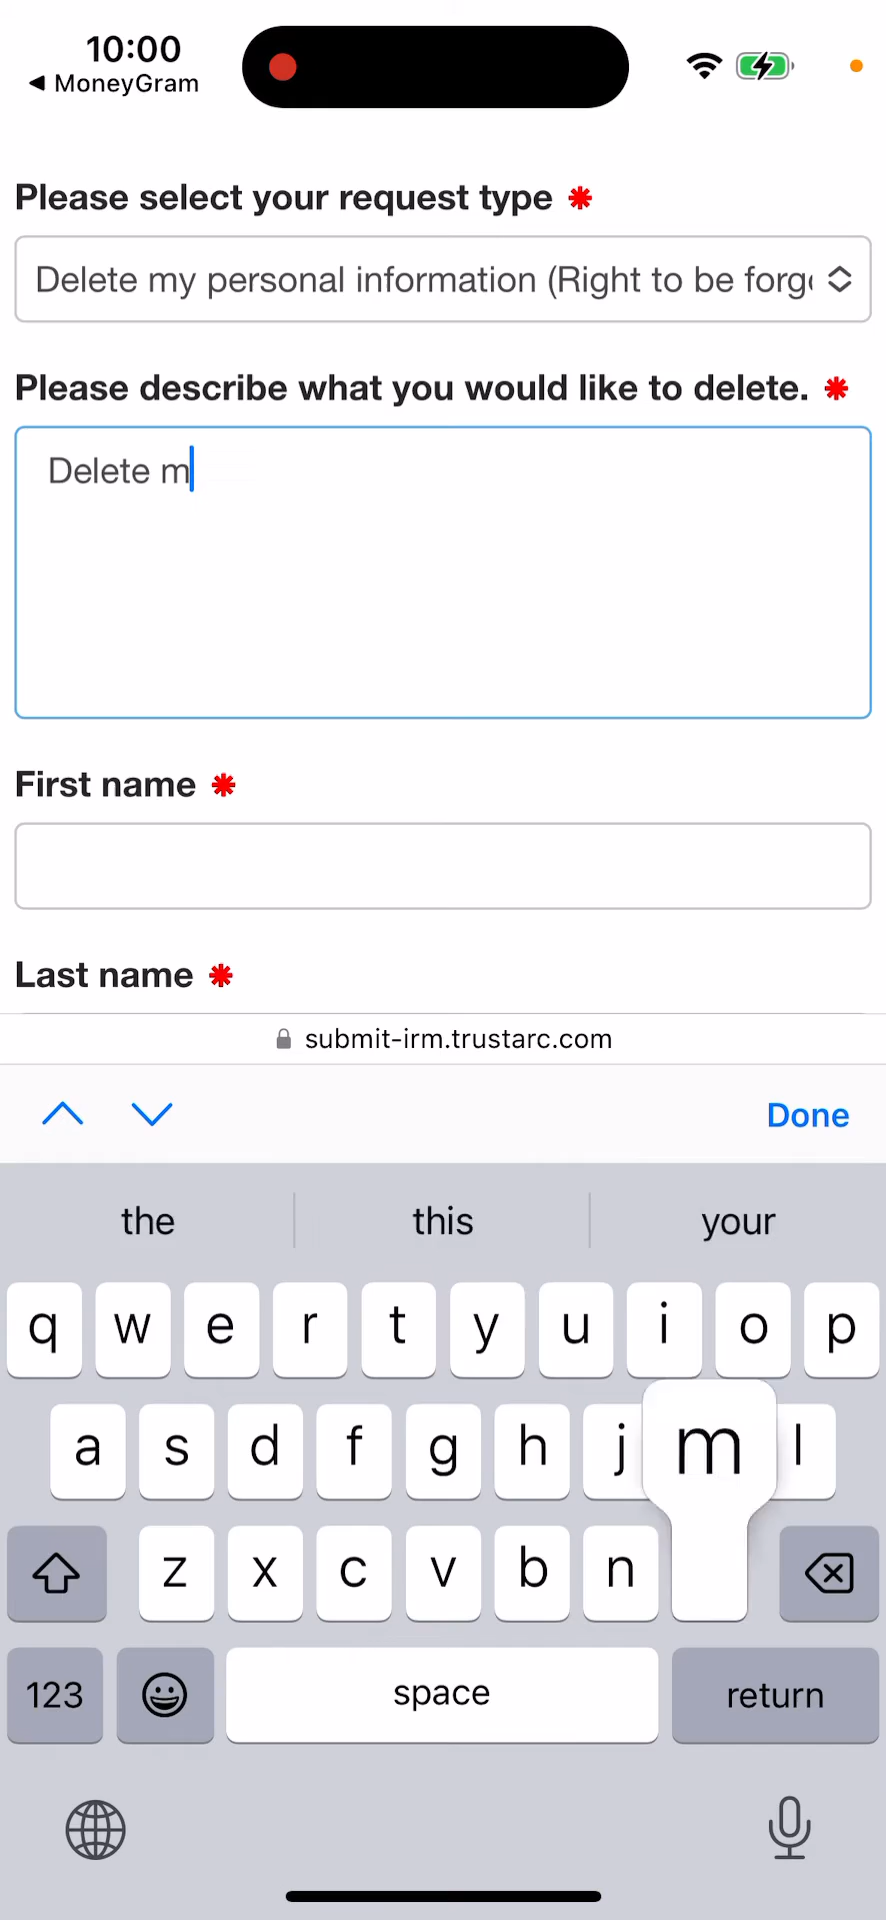 10:00
◀ MoneyGram
Please select your request type *
Delete my personal information (Right to be forg
Please describe what you would like to delete. *
Delete m
First name *
Last name *
submit-irm.trustarc.com
Done
the this your
q w e r t y u i o p
a s d f g h j m l
z x c v b n
123 space return